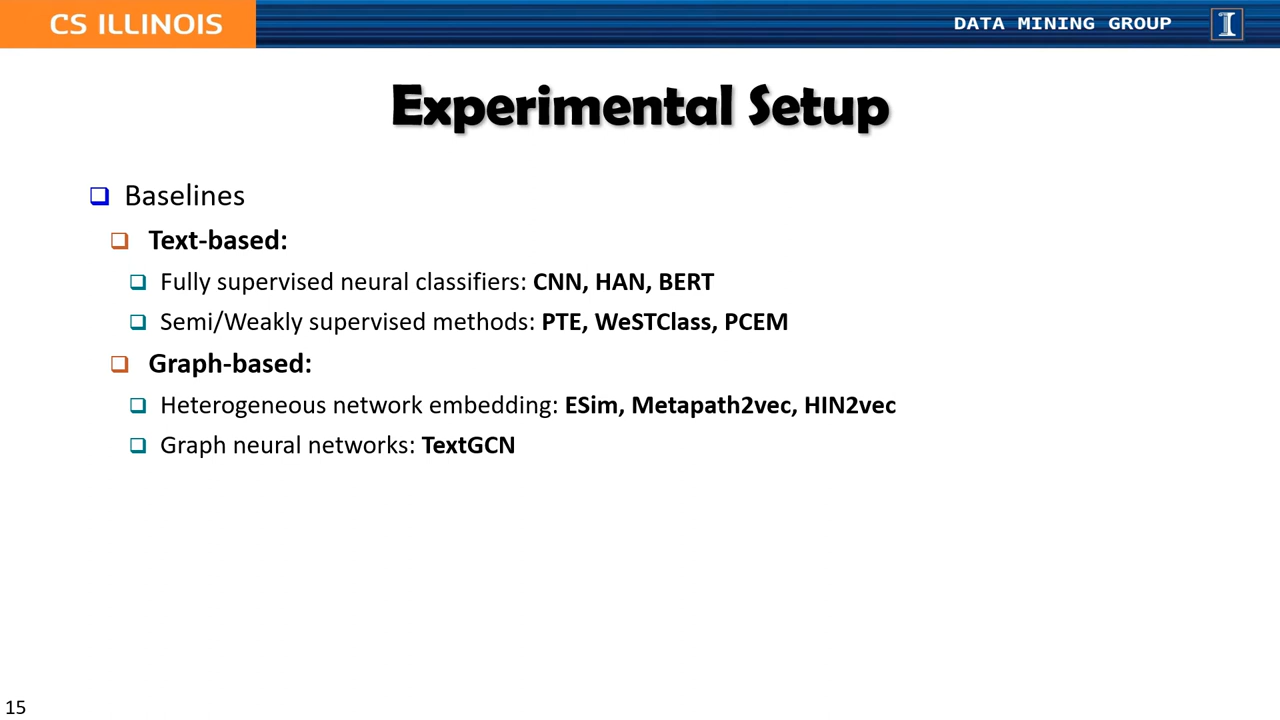 CS ILLINOIS
DATA MINING GROUP
I
Experimental Setup
Baselines
Text-based:
Fully supervised neural classifiers: CNN, HAN, BERT
Semi/Weakly supervised methods: PTE, WeSTClass, PCEM
Graph-based:
Heterogeneous network embedding: ESim, Metapath2vec, HIN2vec
Graph neural networks: TextGCN
15